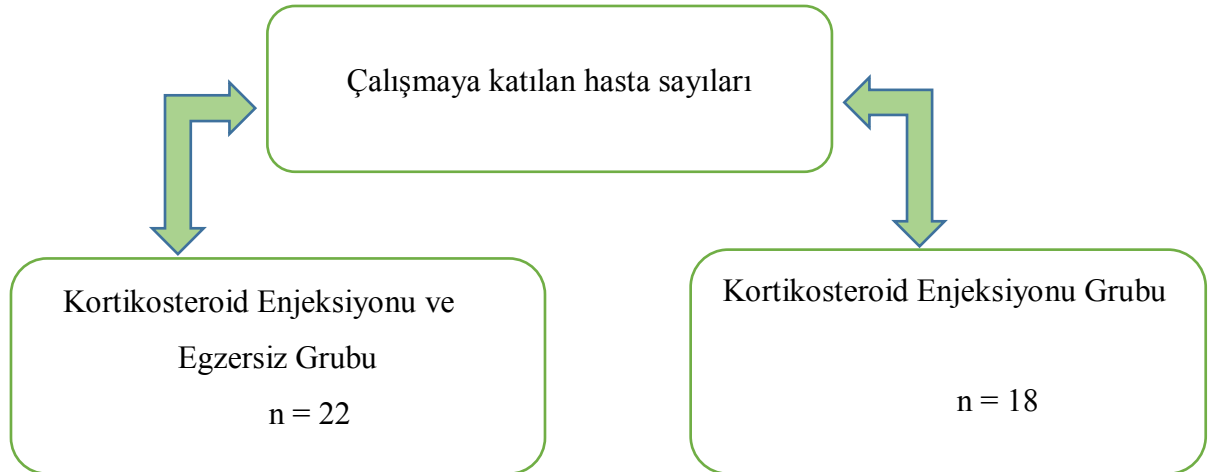 Çalışmaya katılan hasta sayıları
Kortikosteroid Enjeksiyonu ve
Egzersiz Grubu
n = 22
Kortikosteroid Enjeksiyonu Grubu
n = 18